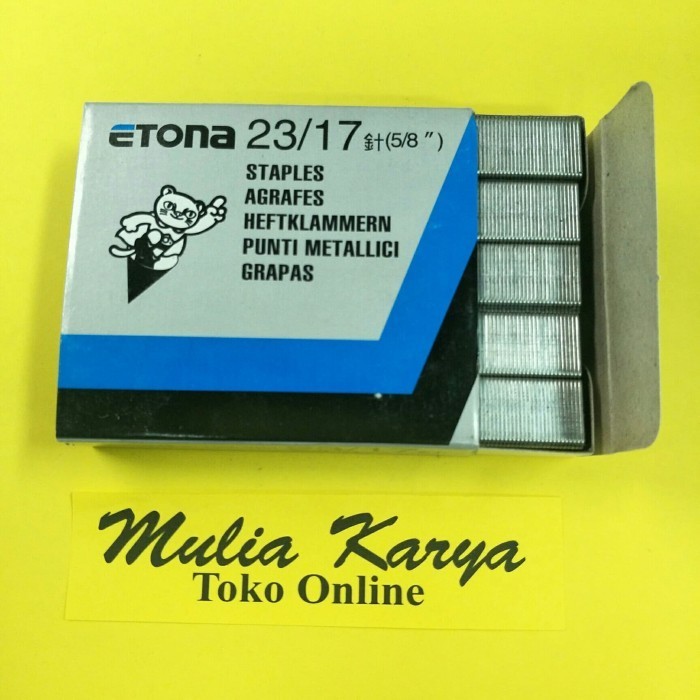 ETONA 23/17 針(5/8 ")
STAPLES
AGRAFES
HEFTKLAMMERN
PUNTI METALLICI
GRAPAS
Mulia Karya
Toko Online